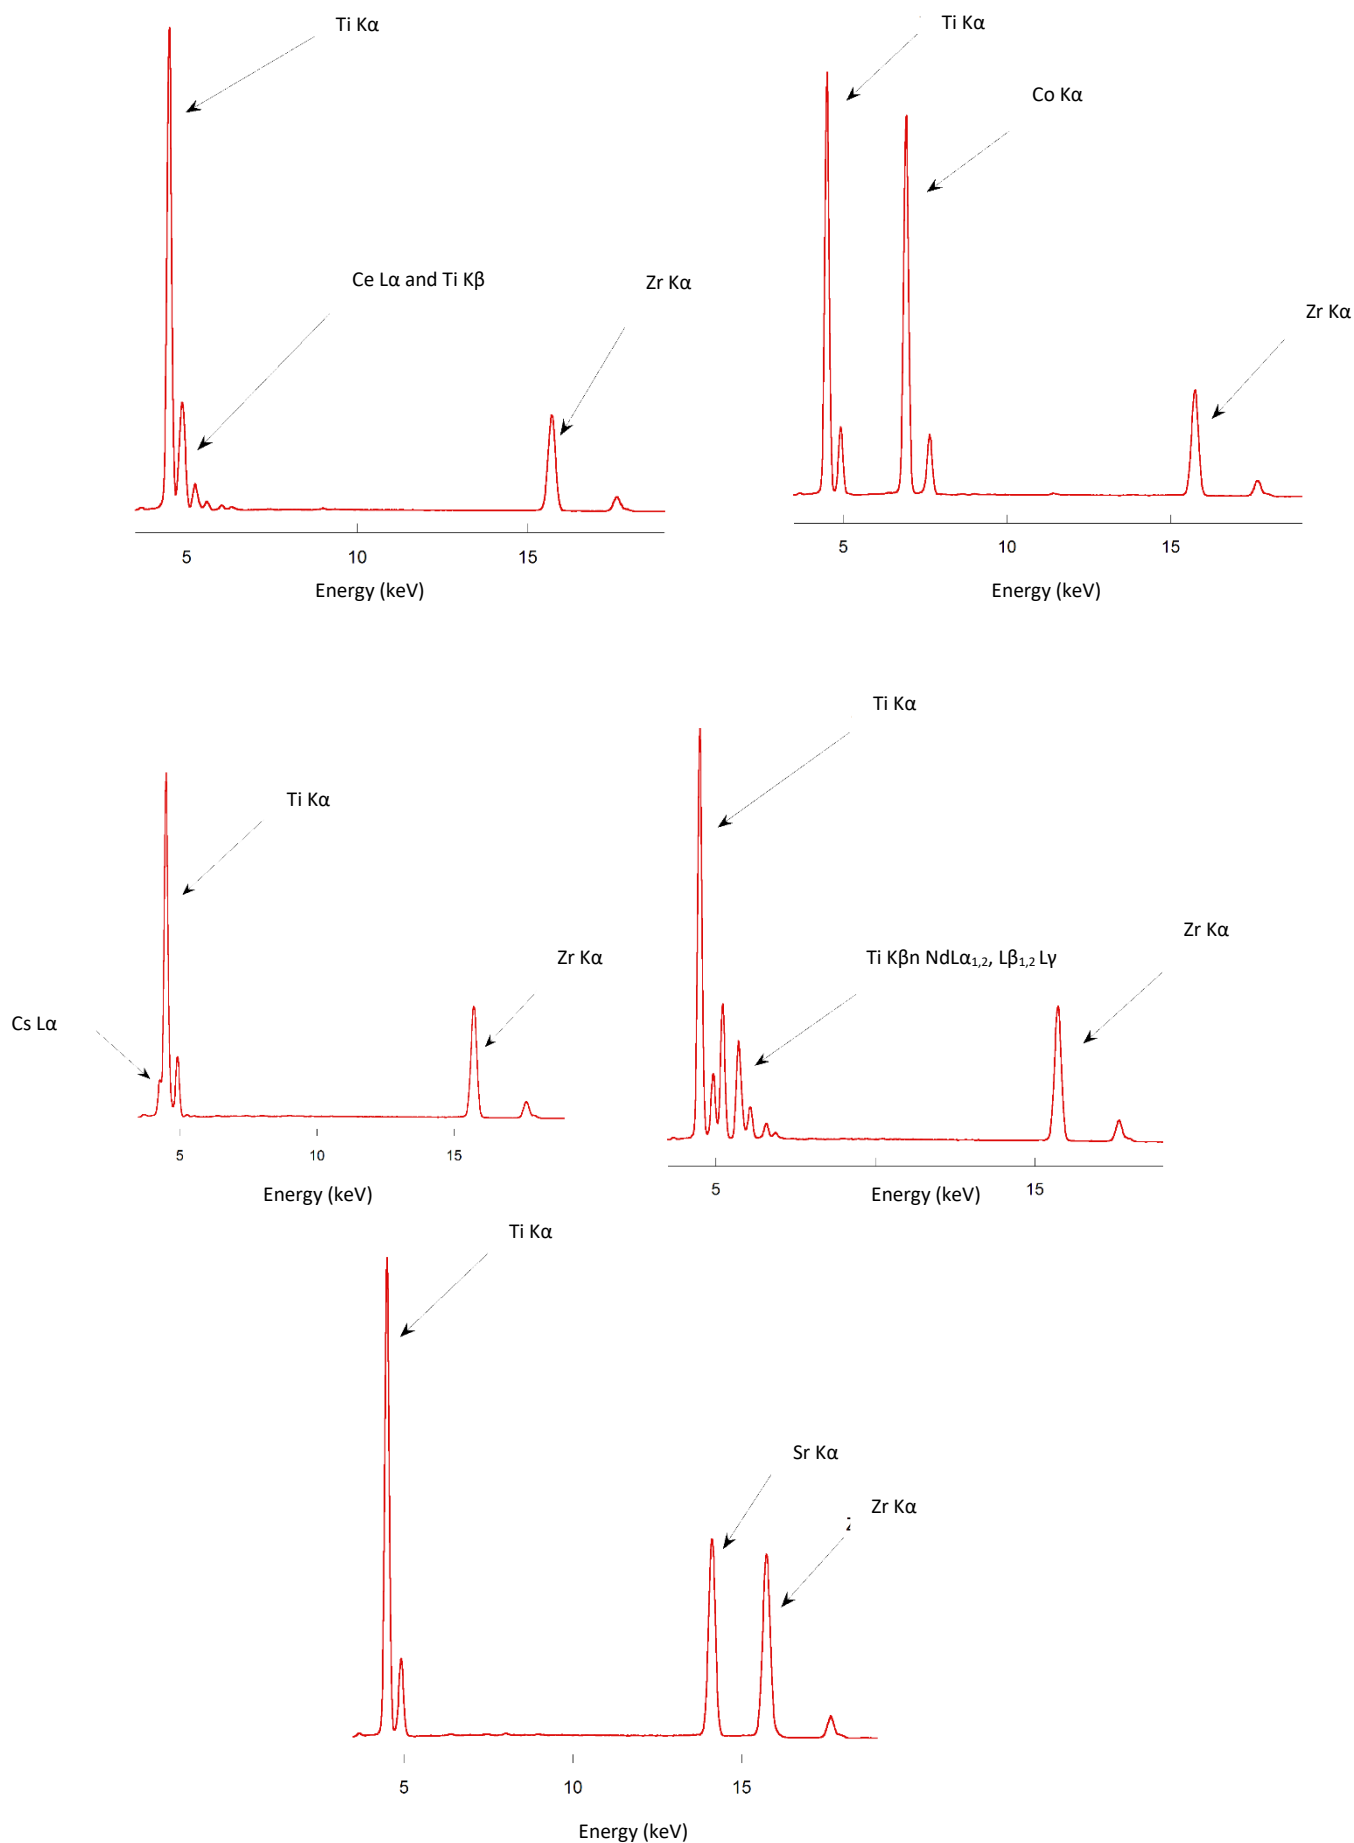 Ti Kα
Ce Lα and Ti Kβ
Zr Kα
5
10
15
Energy (keV)
Ti Kα
Co Kα
Zr Kα
5
10
15
Energy (keV)
Ti Kα
Zr Kα
Cs Lα
5
10
15
Energy (keV)
Ti Kα
Zr Kα
Ti Kβn NdLα1,2, Lβ1,2 Lγ
5
15
Energy (keV)
Ti Kα
Sr Kα
Zr Kα
5
10
15
Energy (keV)